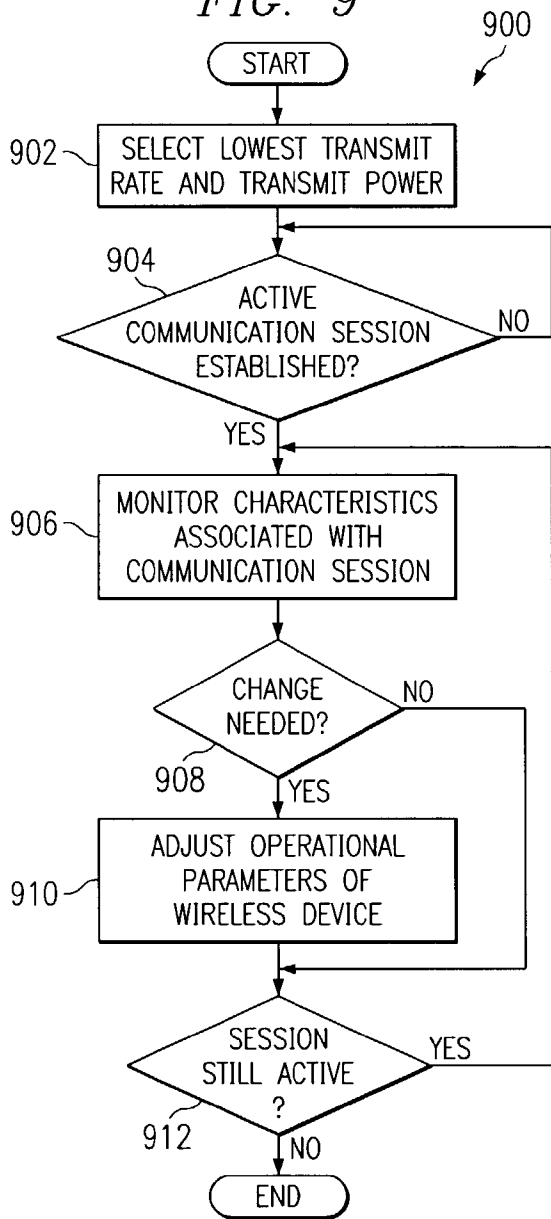 FIG. 9
900
START
902
SELECT LOWEST TRANSMIT
RATE AND TRANSMIT POWER
904
ACTIVE
COMMUNICATION SESSION
ESTABLISHED?
NO
YES
906
MONITOR CHARACTERISTICS
ASSOCIATED WITH
COMMUNICATION SESSION
CHANGE
NEEDED?
NO
908
YES
910
ADJUST OPERATIONAL
PARAMETERS OF
WIRELESS DEVICE
SESSION
STILL ACTIVE
?
YES
912
NO
END